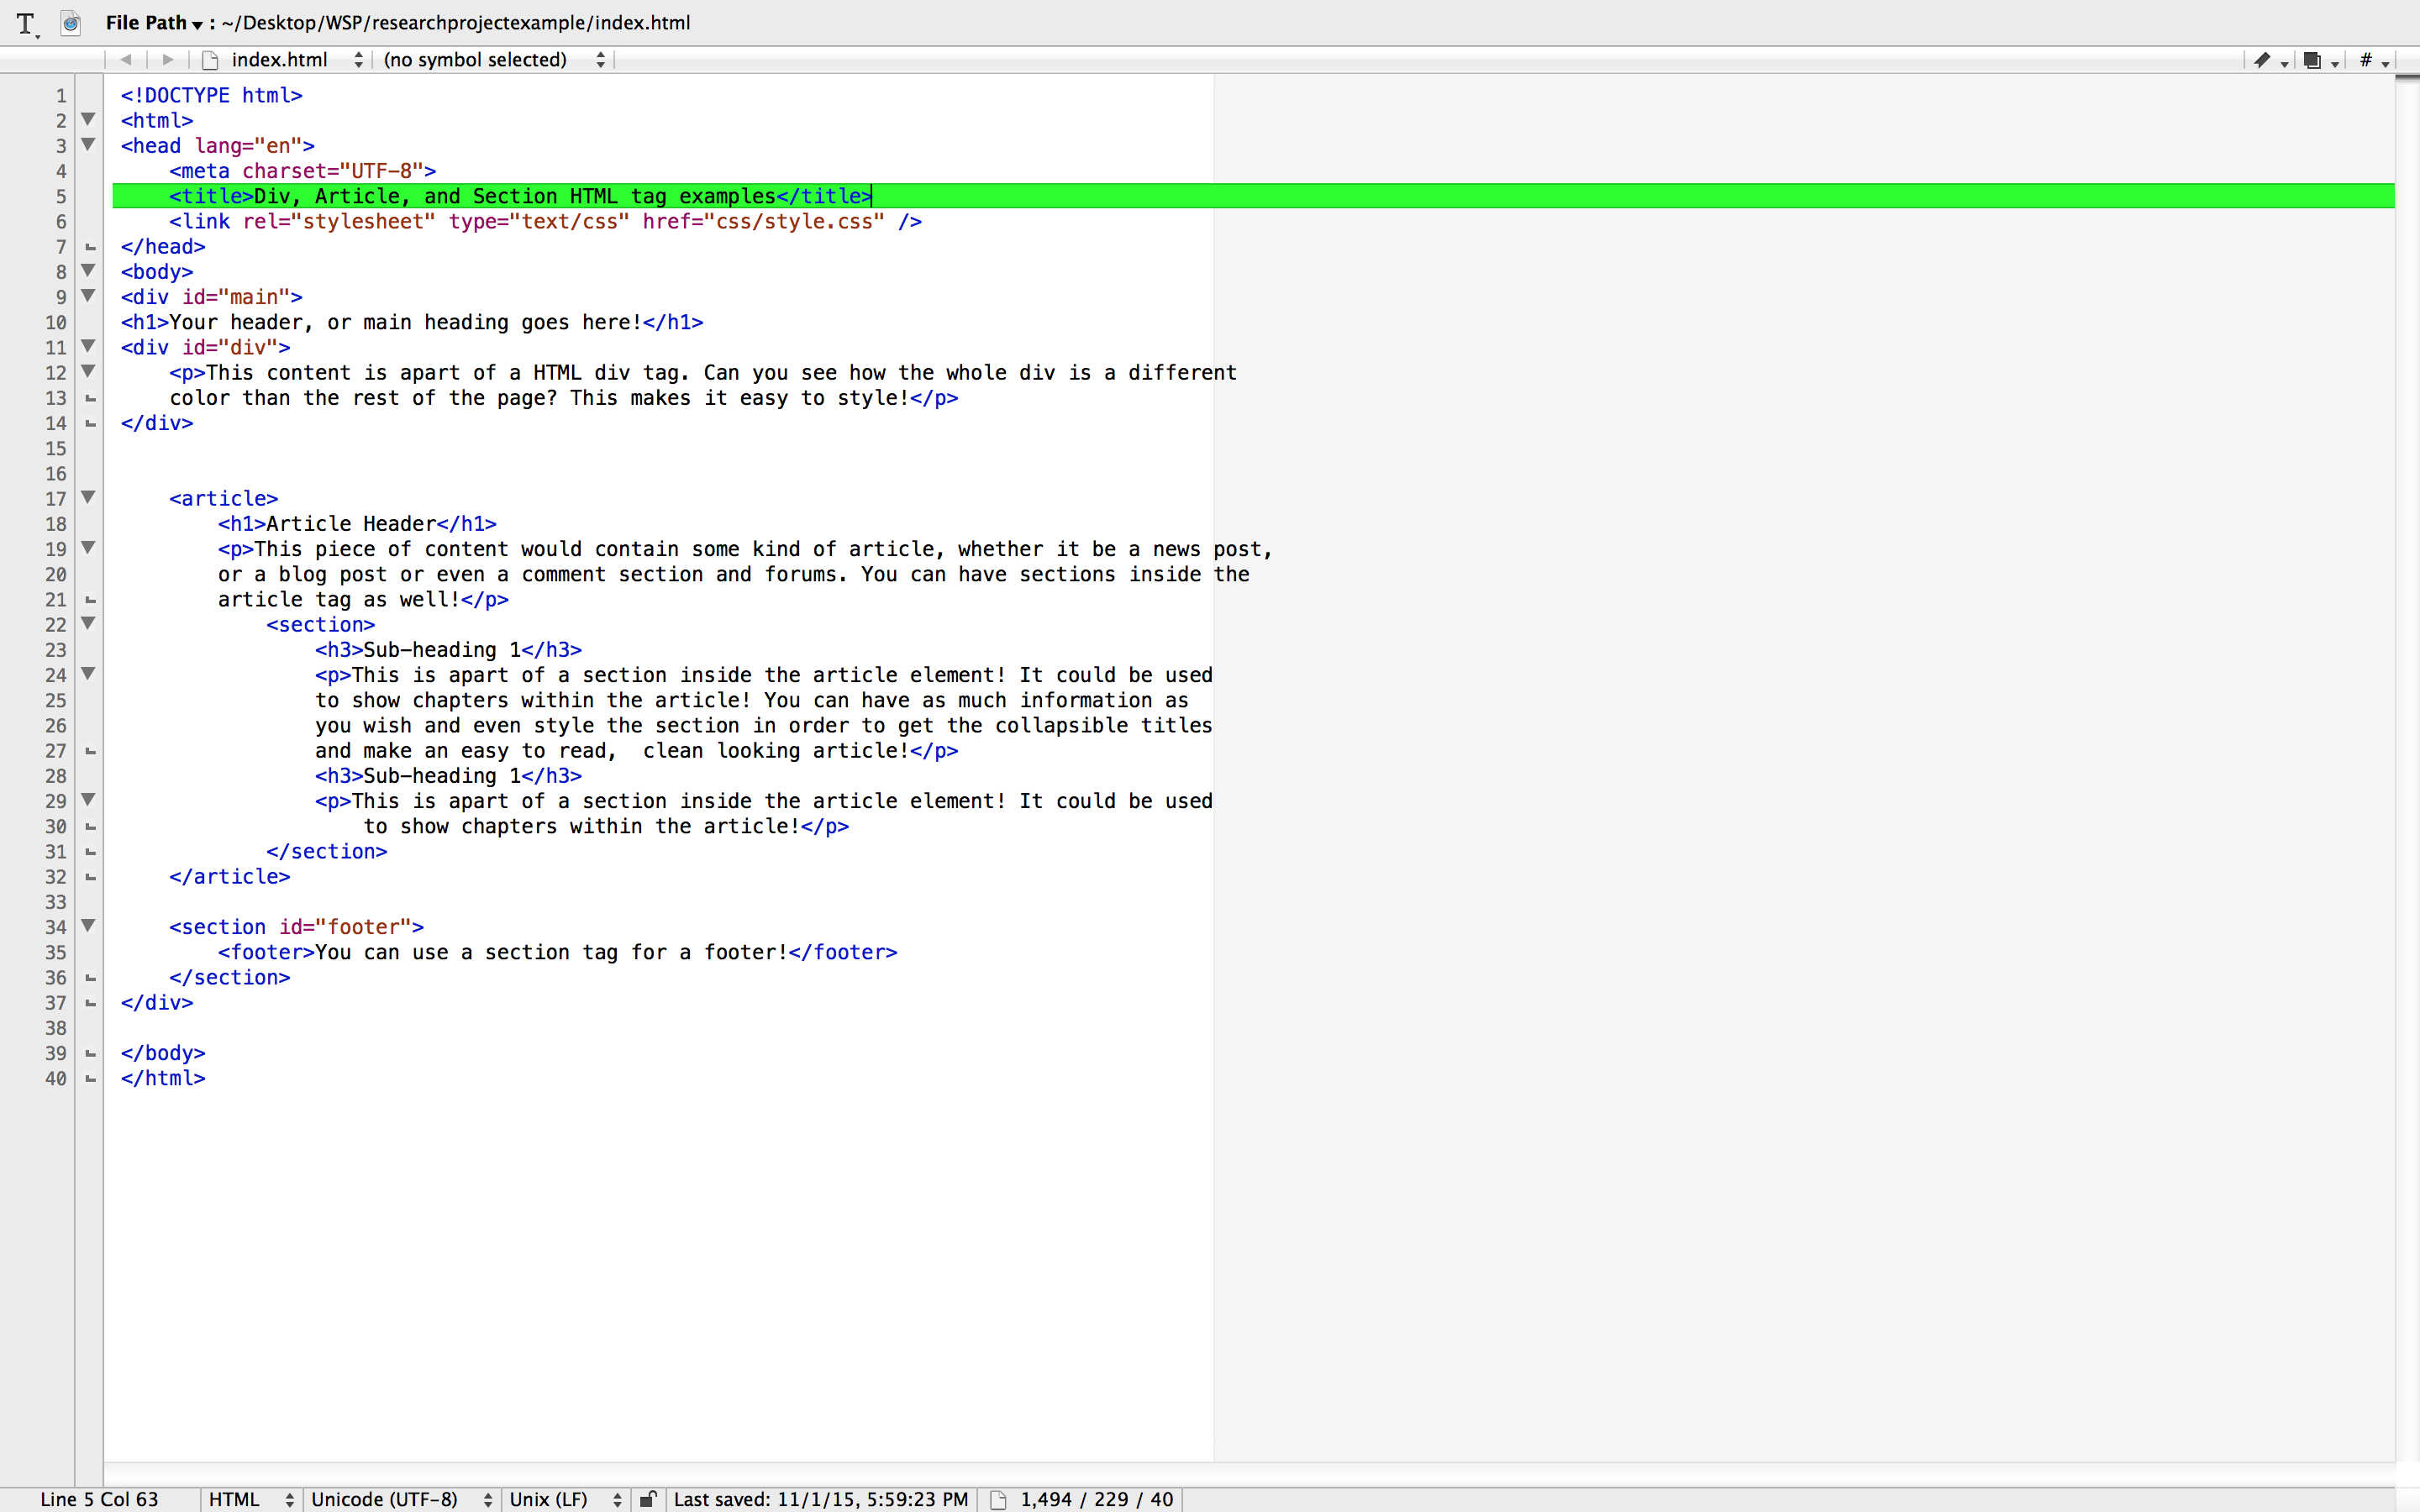 File Path ▾ : ~/Desktop/WSP/researchprojectexample/index.html
index.html (no symbol selected) #
1 <!DOCTYPE html>
2 <html>
3 <head lang="en">
4     <meta charset="UTF-8">
5     <title>Div, Article, and Section HTML tag examples</title>
6     <link rel="stylesheet" type="text/css" href="css/style.css" />
7 </head>
8 <body>
9 <div id="main">
10 <h1>Your header, or main heading goes here!</h1>
11 <div id="div">
12     <p>This content is apart of a HTML div tag. Can you see how the whole div is a different
13     color than the rest of the page? This makes it easy to style!</p>
14 </div>
15
16
17     <article>
18         <h1>Article Header</h1>
19         <p>This piece of content would contain some kind of article, whether it be a news post,
20         or a blog post or even a comment section and forums. You can have sections inside the
21         article tag as well!</p>
22             <section>
23                 <h3>Sub-heading 1</h3>
24                 <p>This is apart of a section inside the article element! It could be used
25                 to show chapters within the article! You can have as much information as
26                 you wish and even style the section in order to get the collapsible titles
27                 and make an easy to read,  clean looking article!</p>
28                 <h3>Sub-heading 1</h3>
29                 <p>This is apart of a section inside the article element! It could be used
30                     to show chapters within the article!</p>
31             </section>
32     </article>
33
34     <section id="footer">
35         <footer>You can use a section tag for a footer!</footer>
36     </section>
37 </div>
38
39 </body>
40 </html>
Line 5 Col 63 HTML Unicode (UTF-8) Unix (LF) Last saved: 11/1/15, 5:59:23 PM 1,494 / 229 / 40